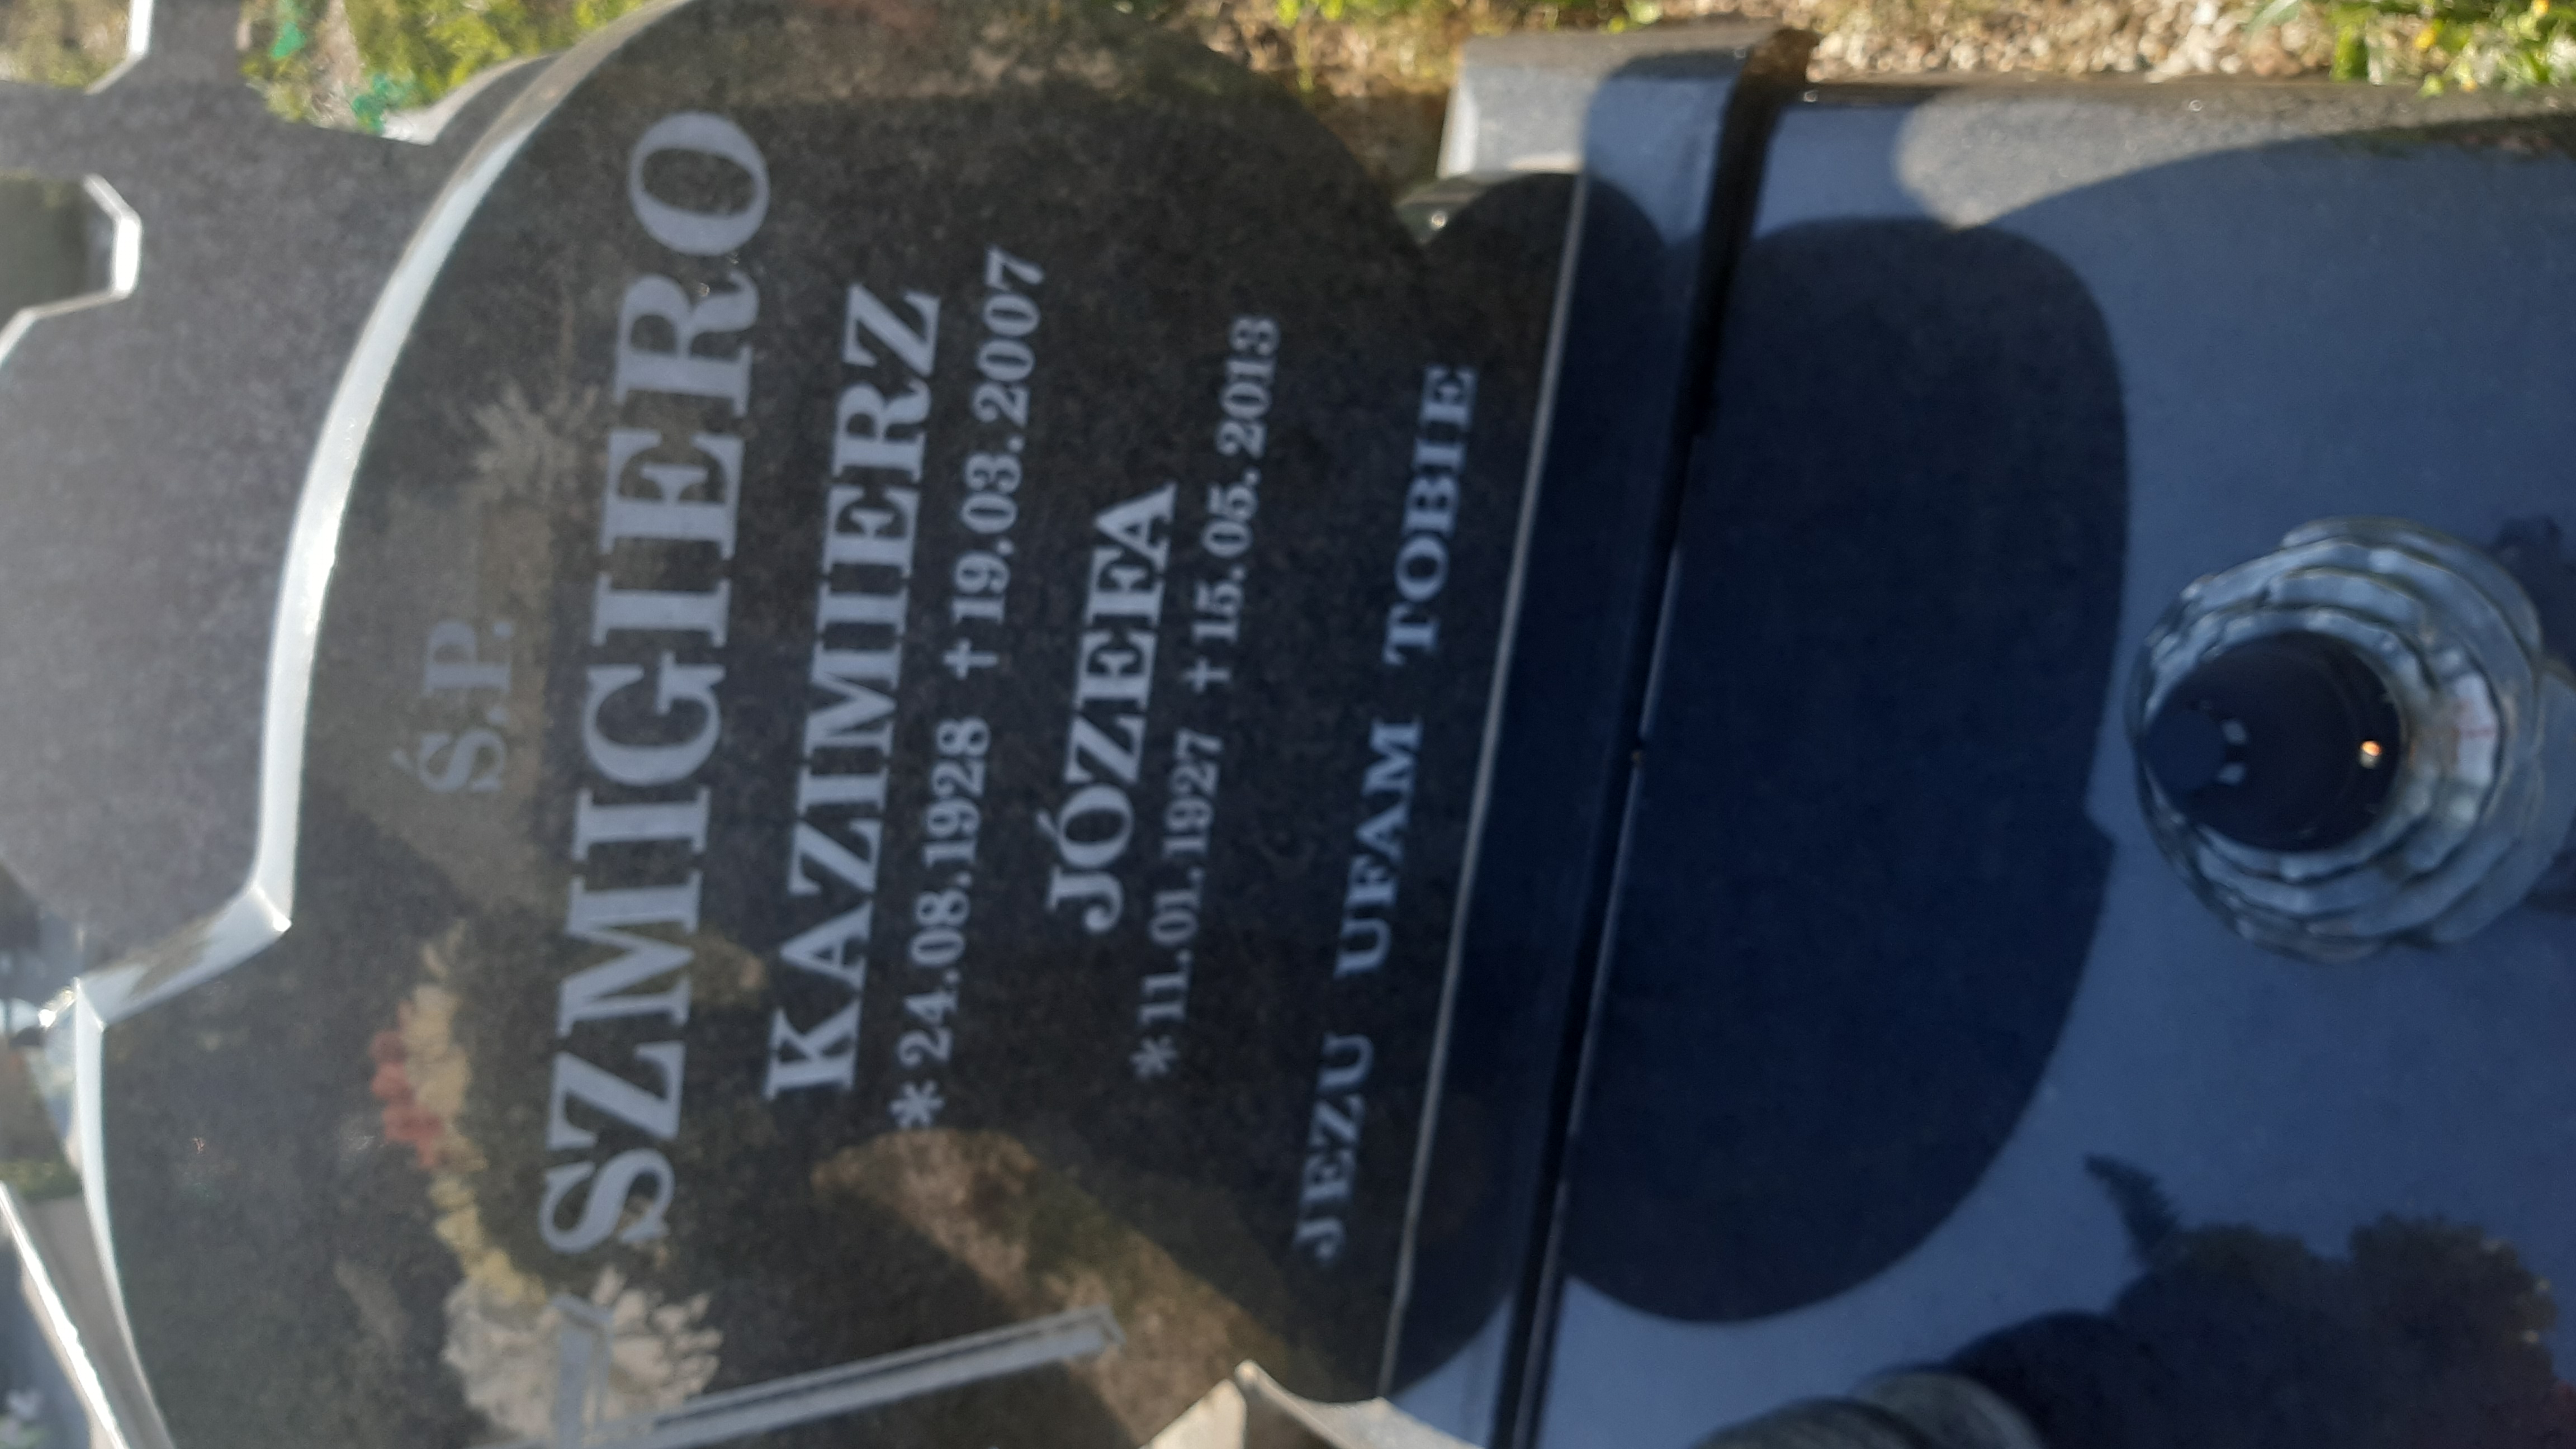 Ś.P.
SZMIGIERO
KAZIMIERZ
*24.08.1928 †19.03.2007
JÓZEFA
*11.01.1927 †15.05.2013
JEZU UFAM TOBIE